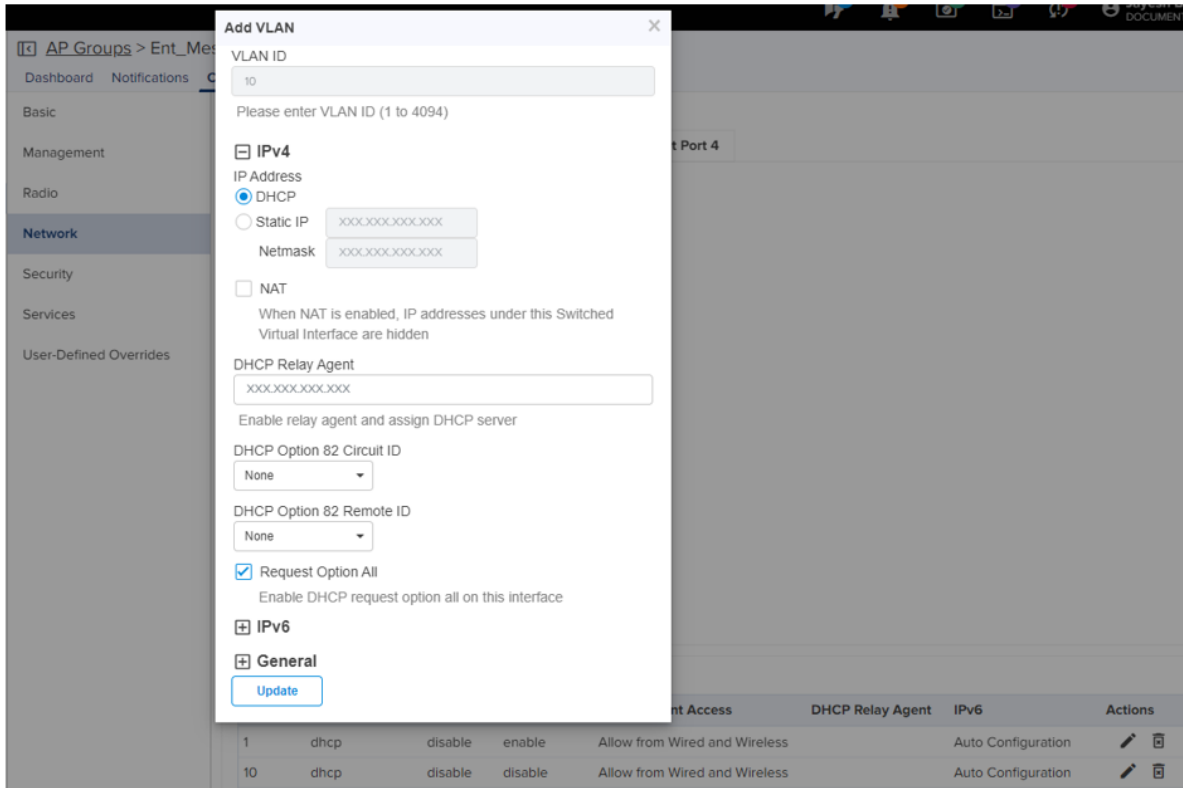 DOCUMENT
Add VLAN
AP Groups > Ent_Mes
Dashboard Notifications C
Basic
Management
Radio
Network
Security
Services
User-Defined Overrides
VLAN ID
10
Please enter VLAN ID (1 to 4094)
IPv4
IP Address
DHCP
Static IP XXX.XXX.XXX.XXX
Netmask XXX.XXX.XXX.XXX
NAT
When NAT is enabled, IP addresses under this Switched
Virtual Interface are hidden
DHCP Relay Agent
XXX.XXX.XXX.XXX
Enable relay agent and assign DHCP server
DHCP Option 82 Circuit ID
None
DHCP Option 82 Remote ID
None
Request Option All
Enable DHCP request option all on this interface
IPv6
General
Update
t Port 4
nt Access DHCP Relay Agent IPv6 Actions
1 dhcp disable enable Allow from Wired and Wireless Auto Configuration
10 dhcp disable disable Allow from Wired and Wireless Auto Configuration